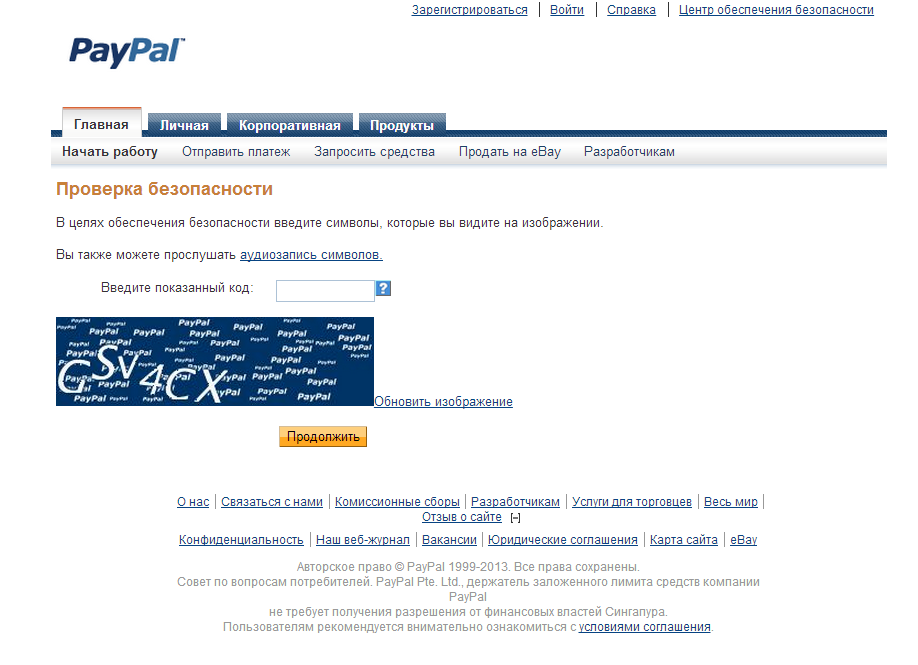 Зарегистрироваться | Войти | Справка | Центр обеспечения безопасности
PayPal™
Главная Личная Корпоративная Продукты
Начать работу Отправить платеж Запросить средства Продать на eBay Разработчикам
Проверка безопасности
В целях обеспечения безопасности введите символы, которые вы видите на изображении.
Вы также можете прослушать аудиозапись символов.
Введите показанный код: ?
GSv4CX
Обновить изображение
Продолжить
О нас | Связаться с нами | Комиссионные сборы | Разработчикам | Услуги для торговцев | Весь мир |
Отзыв о сайте [–]
Конфиденциальность | Наш веб-журнал | Вакансии | Юридические соглашения | Карта сайта | eBay
Авторское право © PayPal 1999-2013. Все права сохранены.
Совет по вопросам потребителей. PayPal Pte. Ltd., держатель заложенного лимита средств компании
PayPal
не требует получения разрешения от финансовых властей Сингапура.
Пользователям рекомендуется внимательно ознакомиться с условиями соглашения.